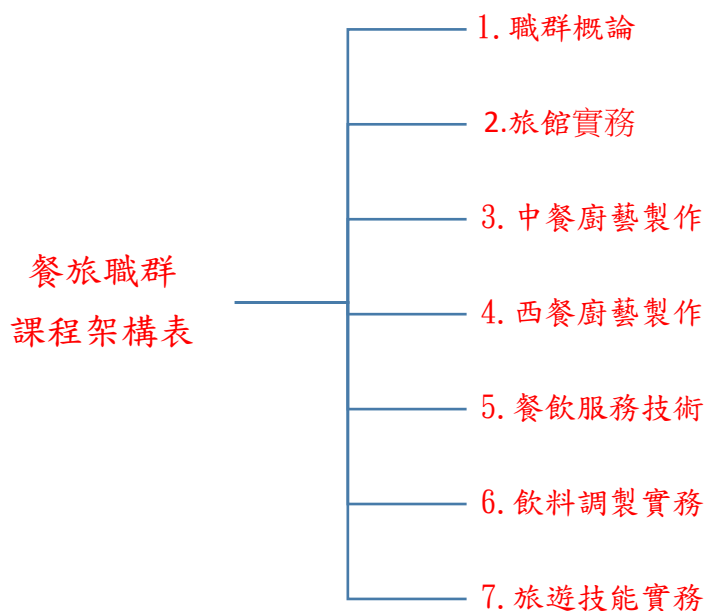 餐旅職群
課程架構表
1. 職群概論
2.旅館實務
3. 中餐廚藝製作
4. 西餐廚藝製作
5. 餐飲服務技術
6. 飲料調製實務
7. 旅遊技能實務